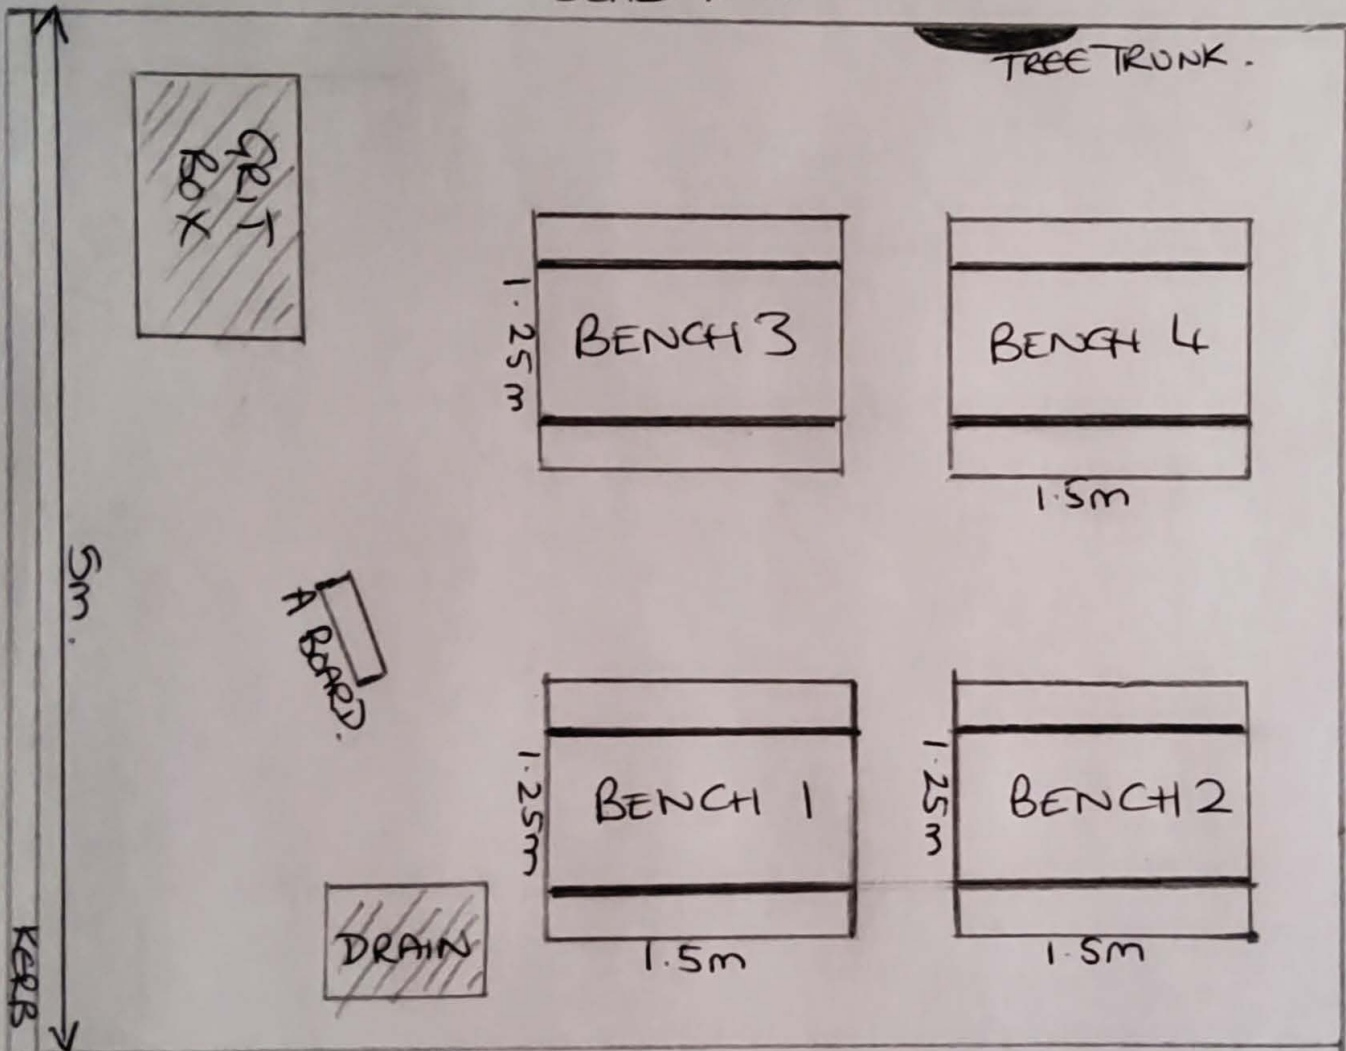 TREE TRUNK.
GRIT
BOX
1.25m
BENCH 3
BENCH 4
1.5m
5m.
A BOARD.
1.25m
BENCH 1
1.25m
BENCH 2
DRAIN
1.5m
1.5m
KERB